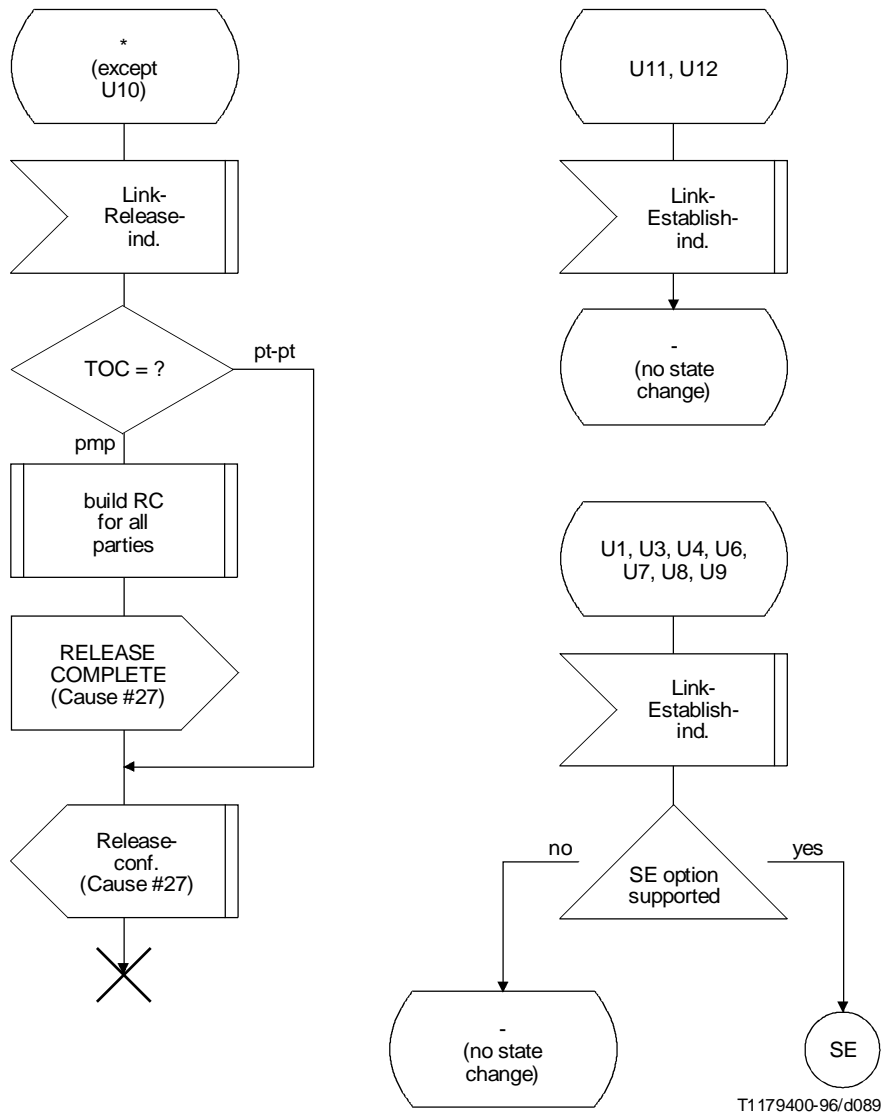 *
(except
U10)
Link-
Release-
ind.
TOC = ?
pt-pt
pmp
build RC
for all
parties
RELEASE
COMPLETE
(Cause #27)
Release-
conf.
(Cause #27)
U11, U12
Link-
Establish-
ind.
-
(no state
change)
U1, U3, U4, U6,
U7, U8, U9
Link-
Establish-
ind.
no
SE option
supported
yes
-
(no state
change)
SE
T1179400-96/d089